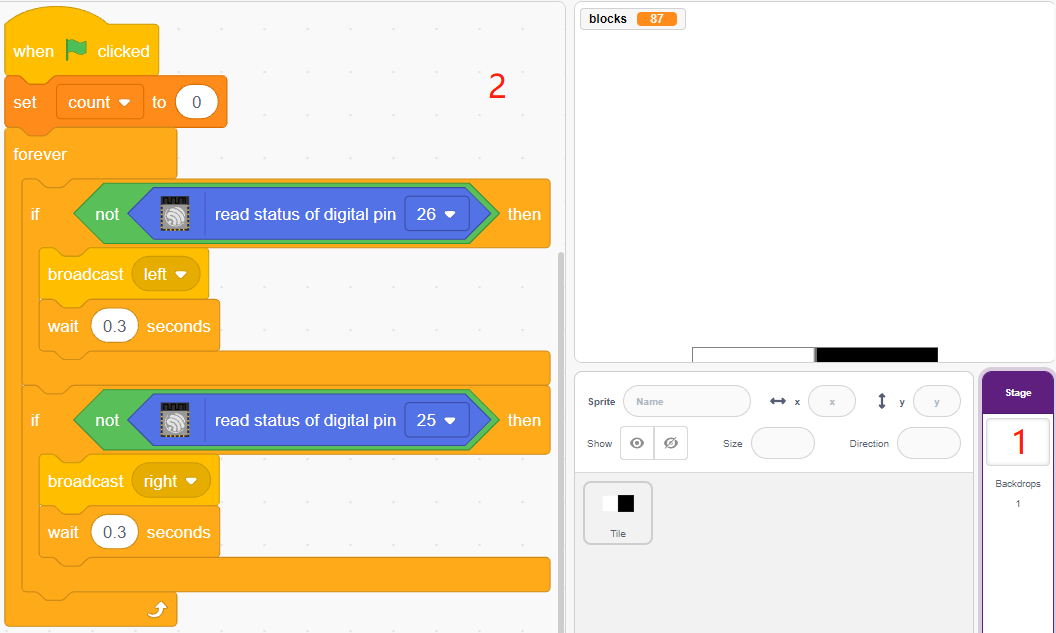 when clicked
set count to 0
forever
if not read status of digital pin 26 then
broadcast left
wait 0.3 seconds
if not read status of digital pin 25 then
broadcast right
wait 0.3 seconds
2
blocks 87
Sprite Name x x y y
Show Size Direction
Tile
Stage
1
Backdrops
1